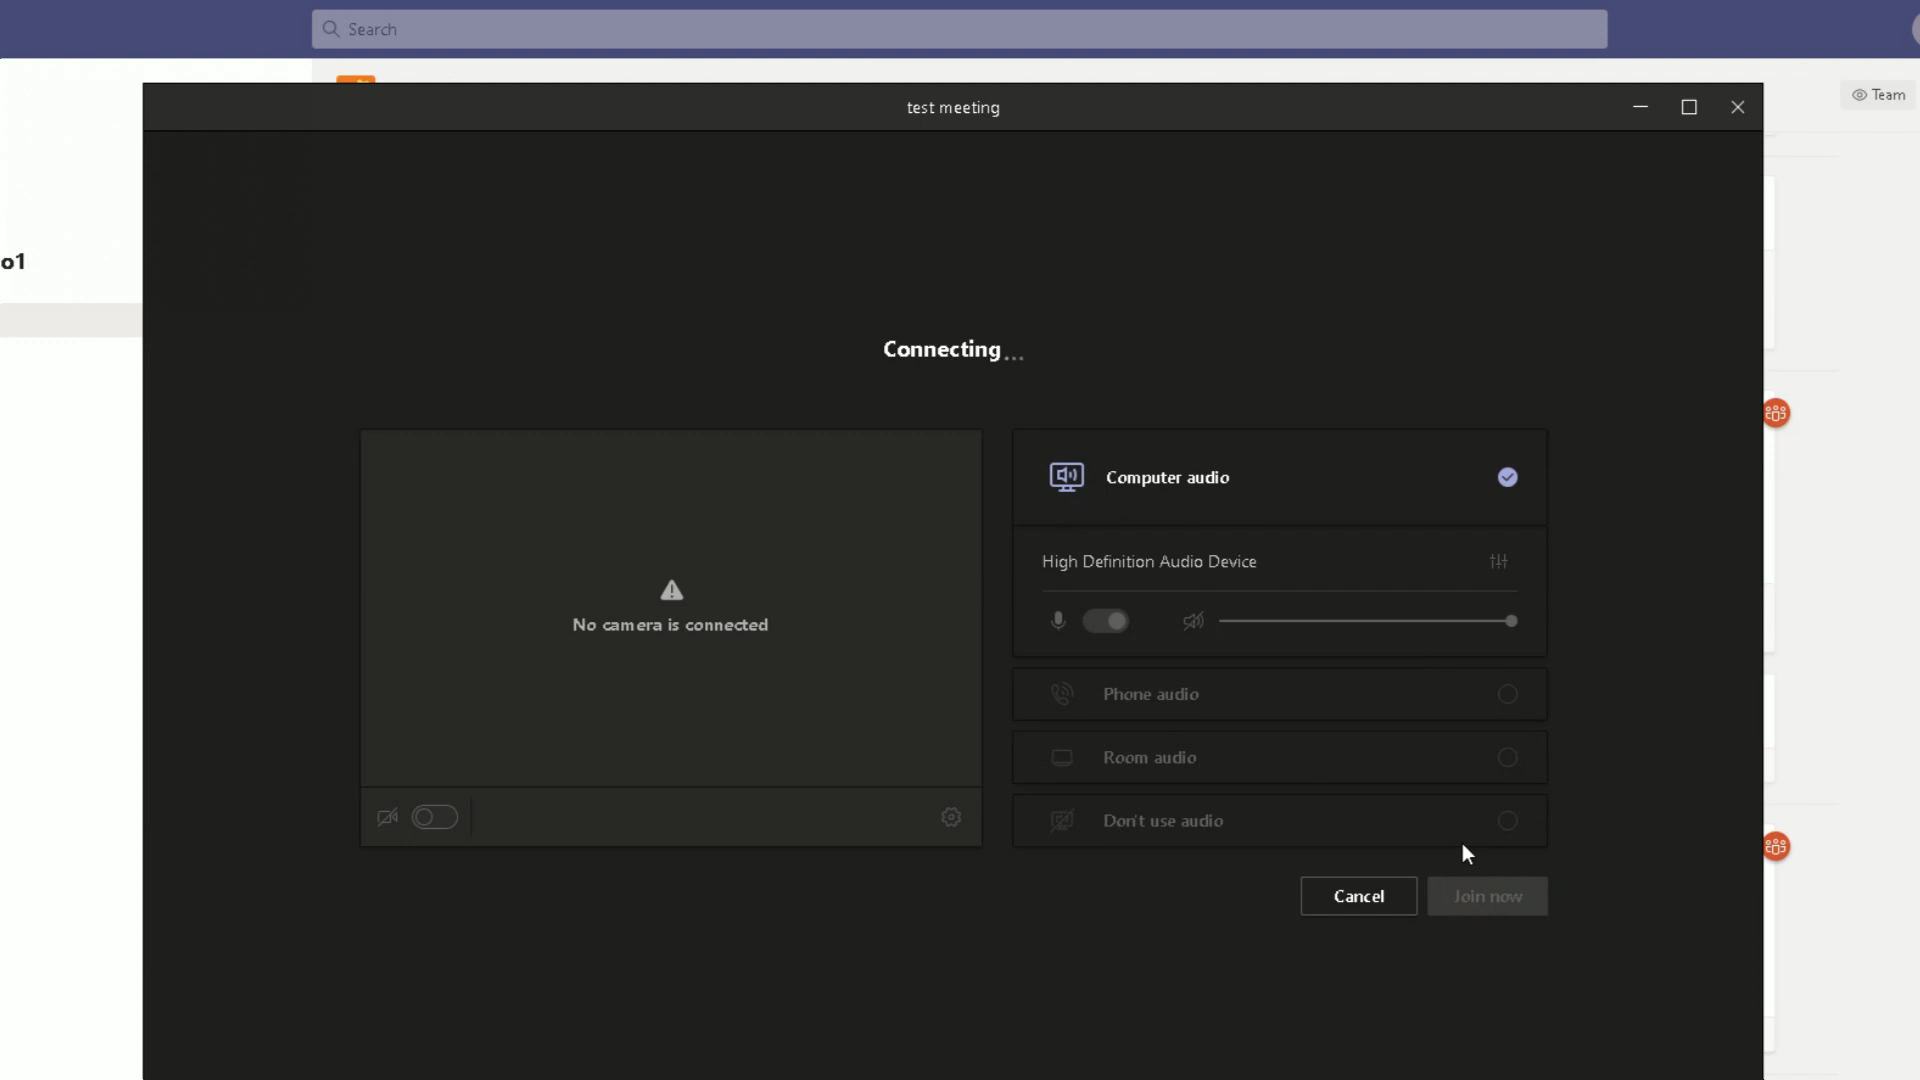 Search
Team
test meeting
o1
Connecting...
No camera is connected
Computer audio
High Definition Audio Device
Phone audio
Room audio
Don't use audio
Cancel
Join now